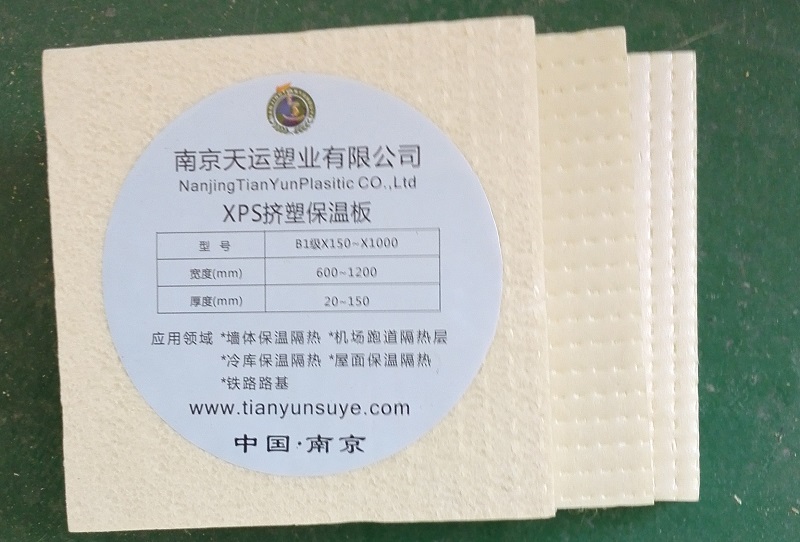 南京天运塑业有限公司
NanjingTianYunPlasitic CO.,Ltd
XPS挤塑保温板
型 号 B1级X150~X1000
宽度(mm) 600~1200
厚度(mm) 20~150
应用领域 *墙体保温隔热 *机场跑道隔热层
*冷库保温隔热 *屋面保温隔热
*铁路路基
www.tianyunsuye.com
中国·南京